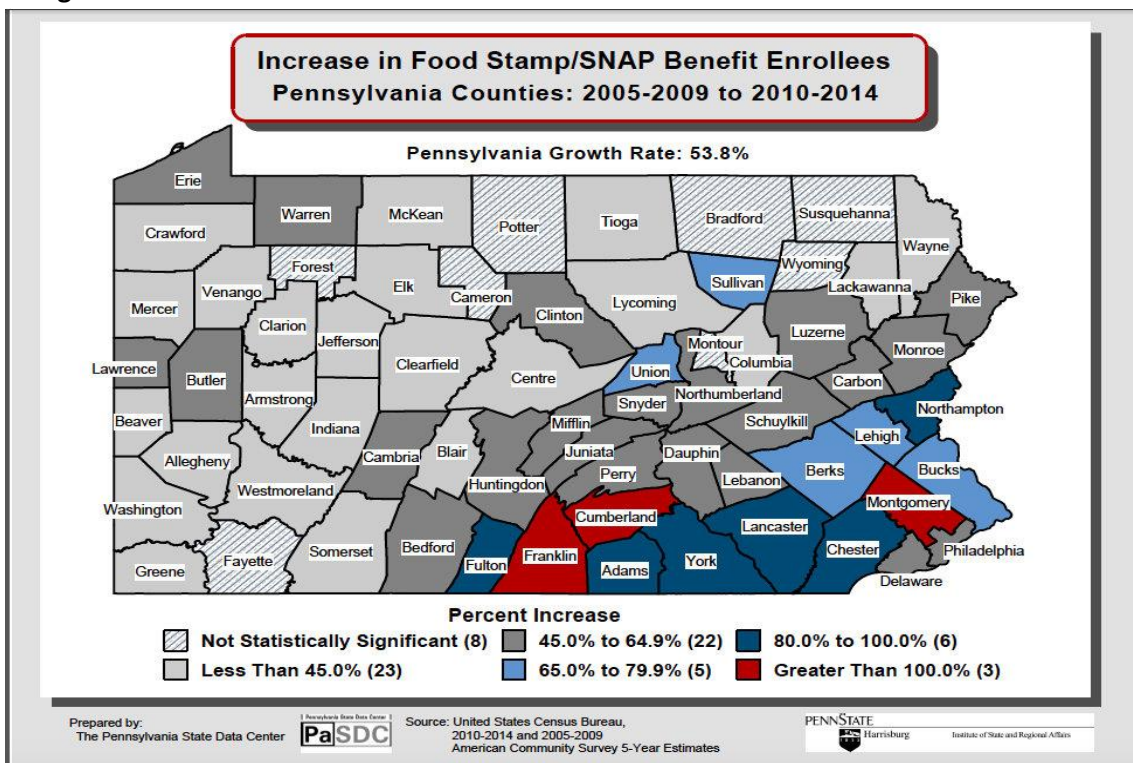 Increase in Food Stamp/SNAP Benefit Enrollees
Pennsylvania Counties: 2005-2009 to 2010-2014
Pennsylvania Growth Rate: 53.8%
Erie
Warren
McKean
Potter
Tioga
Bradford
Susquehanna
Crawford
Wayne
Forest
Wyoming
Elk
Sullivan
Venango
Cameron
Lackawanna
Mercer
Lycoming
Pike
Clarion
Clinton
Luzerne
Jefferson
Montour
Monroe
Clearfield
Columbia
Lawrence
Union
Butler
Centre
Carbon
Northumberland
Armstrong
Snyder
Northampton
Beaver
Mifflin
Schuylkill
Indiana
Lehigh
Blair
Juniata
Dauphin
Allegheny
Cambria
Berks
Bucks
Perry
Lebanon
Huntingdon
Westmoreland
Montgomery
Washington
Cumberland
Lancaster
Bedford
Chester
Philadelphia
Somerset
Franklin
York
Fayette
Fulton
Adams
Greene
Delaware
Percent Increase
Not Statistically Significant (8)
45.0% to 64.9% (22)
80.0% to 100.0% (6)
Less Than 45.0% (23)
65.0% to 79.9% (5)
Greater Than 100.0% (3)
Prepared by:
The Pennsylvania State Data Center
Pennsylvania State Data Center
PaSDC
Source: United States Census Bureau,
2010-2014 and 2005-2009
American Community Survey 5-Year Estimates
PENNSTATE
Harrisburg
Institute of State and Regional Affairs